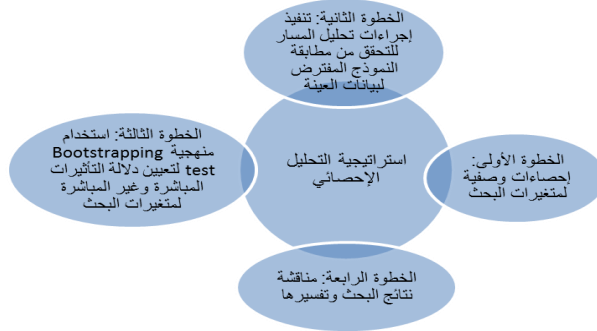 الخطوة الثانية: تنفيذ
إجراءات تحليل المسار
للتحقق من مطابقة
النموذج المفترض
لبيانات العينة
الخطوة الأولى:
إحصاءات وصفية
لمتغيرات البحث
استراتيجية التحليل
الإحصائي
الخطوة الثالثة: استخدام
منهجية Bootstrapping
test لتعيين دلالة التأثيرات
المباشرة وغير المباشرة
لمتغيرات البحث
الخطوة الرابعة: مناقشة
نتائج البحث وتفسيرها